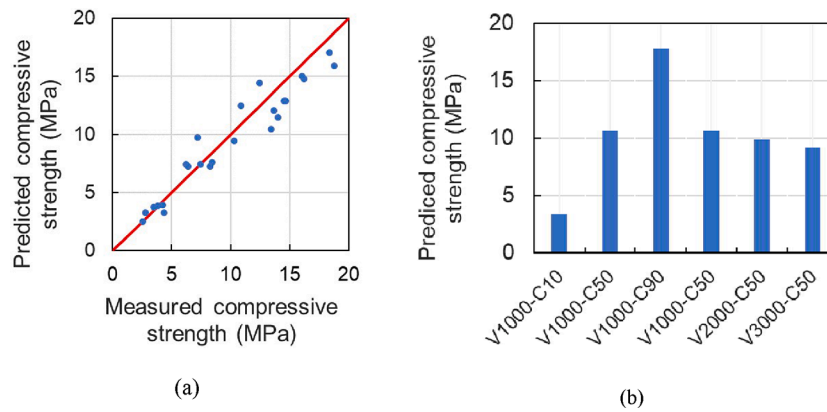 20
15
10
5
0
Predicted compressive
strength (MPa)
0 5 10 15 20
Measured compressive
strength (MPa)
(a)
20
15
10
5
0
Prediced compressive
strength (MPa)
V1000-C10
V1000-C50
V1000-C90
V1000-C50
V2000-C50
V3000-C50
(b)